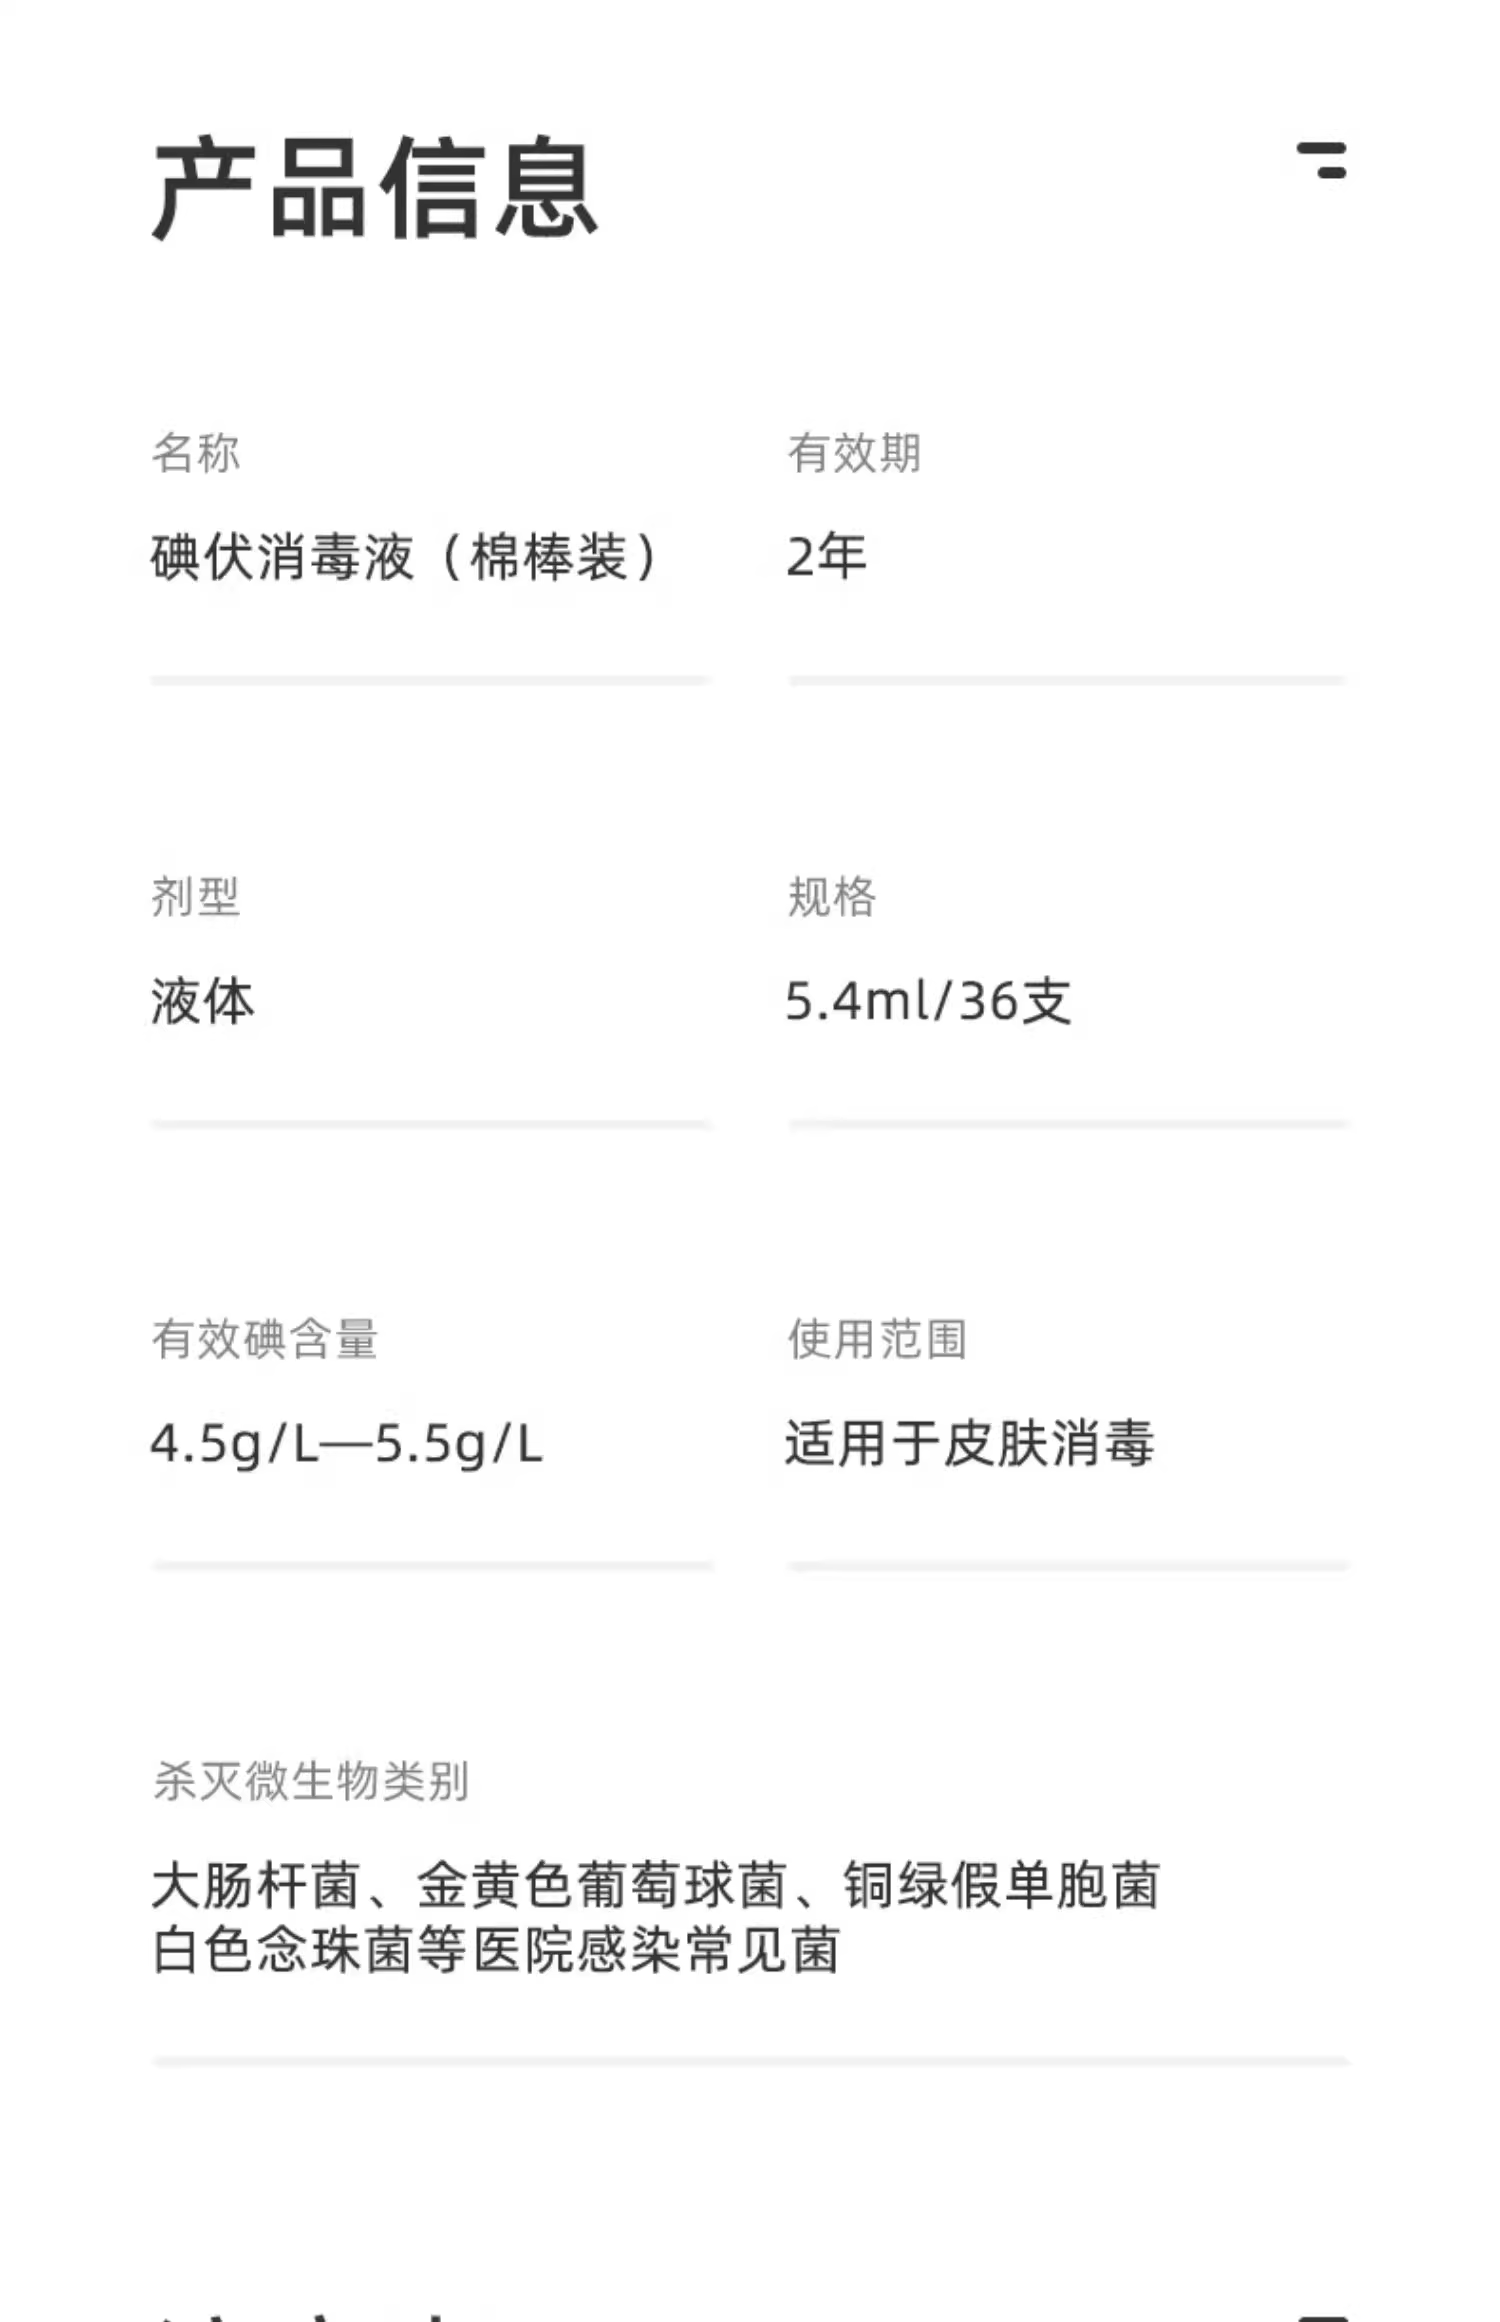 产品信息
名称
有效期
碘伏消毒液（棉棒装）
2年
剂型
规格
液体
5.4ml/36支
有效碘含量
使用范围
4.5g/L—5.5g/L
适用于皮肤消毒
杀灭微生物类别
大肠杆菌、金黄色葡萄球菌、铜绿假单胞菌
白色念珠菌等医院感染常见菌